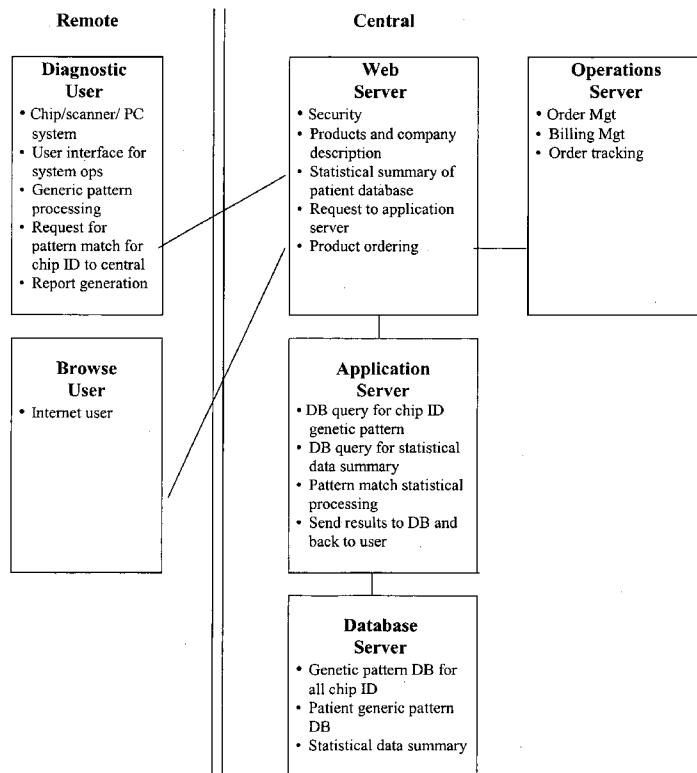 Remote
Central
Diagnostic
User
• Chip/scanner/ PC
system
• User interface for
system ops
• Generic pattern
processing
• Request for
pattern match for
chip ID to central
• Report generation
Web
Server
• Security
• Products and company
description
• Statistical summary of
patient database
• Request to application
server
• Product ordering
Operations
Server
• Order Mgt
• Billing Mgt
• Order tracking
Browse
User
• Internet user
Application
Server
• DB query for chip ID
genetic pattern
• DB query for statistical
data summary
• Pattern match statistical
processing
• Send results to DB and
back to user
Database
Server
• Genetic pattern DB for
all chip ID
• Patient generic pattern
DB
• Statistical data summary